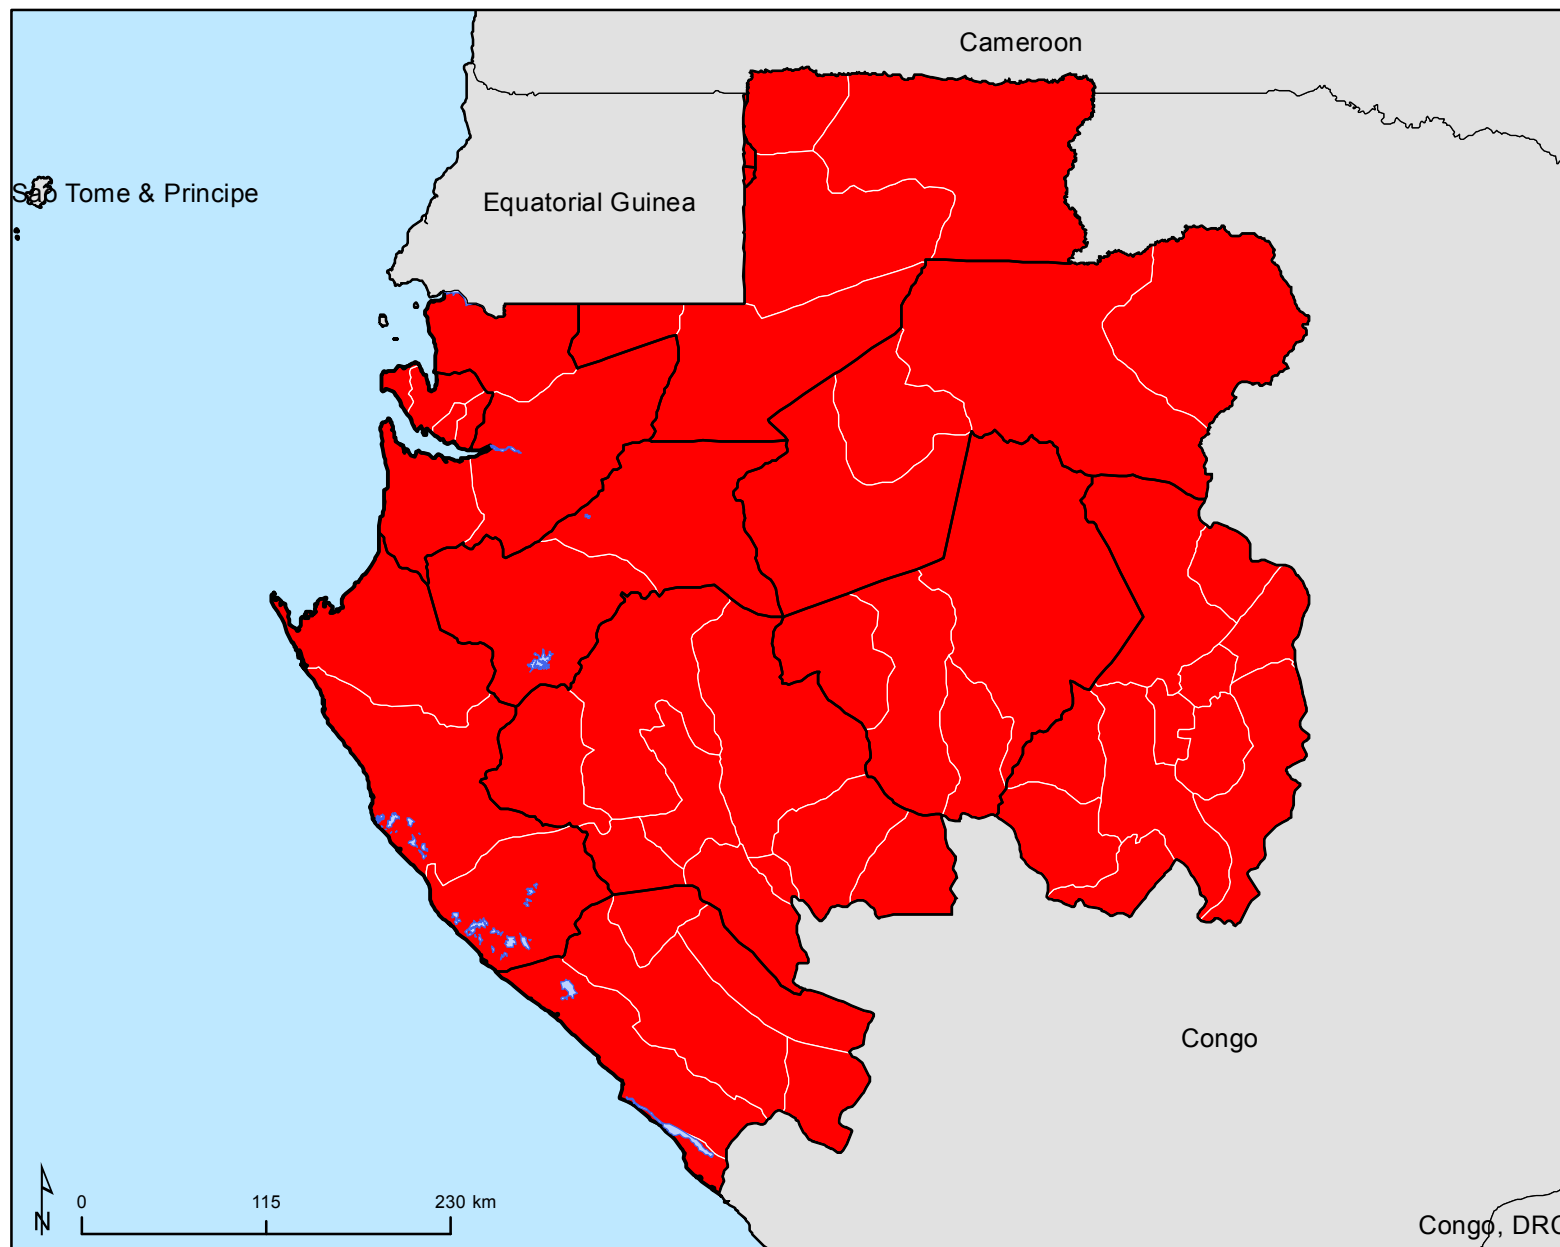 Cameroon
Sao Tome & Principe
Equatorial Guinea
Congo
N
0 115 230 km
Congo, DRC